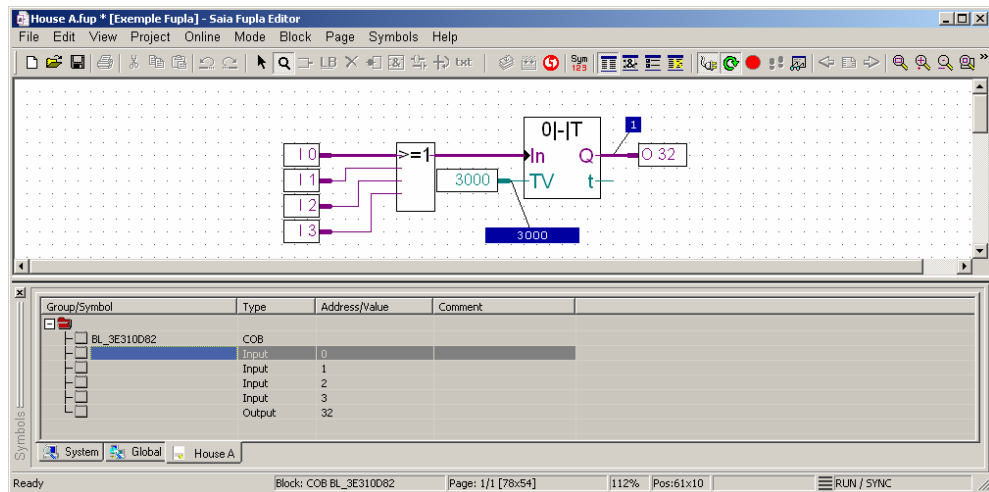 House A.fup * [Exemple Fupla] - Saia Fupla Editor
File Edit View Project Online Mode Block Page Symbols Help
LB txt Sym 123 »
0|-|T 1
I 0 >=1 In Q O 32
I 1 3000 TV t
I 2
I 3 3000
Group/Symbol Type Address/Value Comment
BL_3E310D82 COB
Input 0
Input 1
Input 2
Input 3
Output 32
Symbols
System Global House A
Ready Block: COB BL_3E310D82 Page: 1/1 [78x54] 112% Pos:61x10 RUN / SYNC